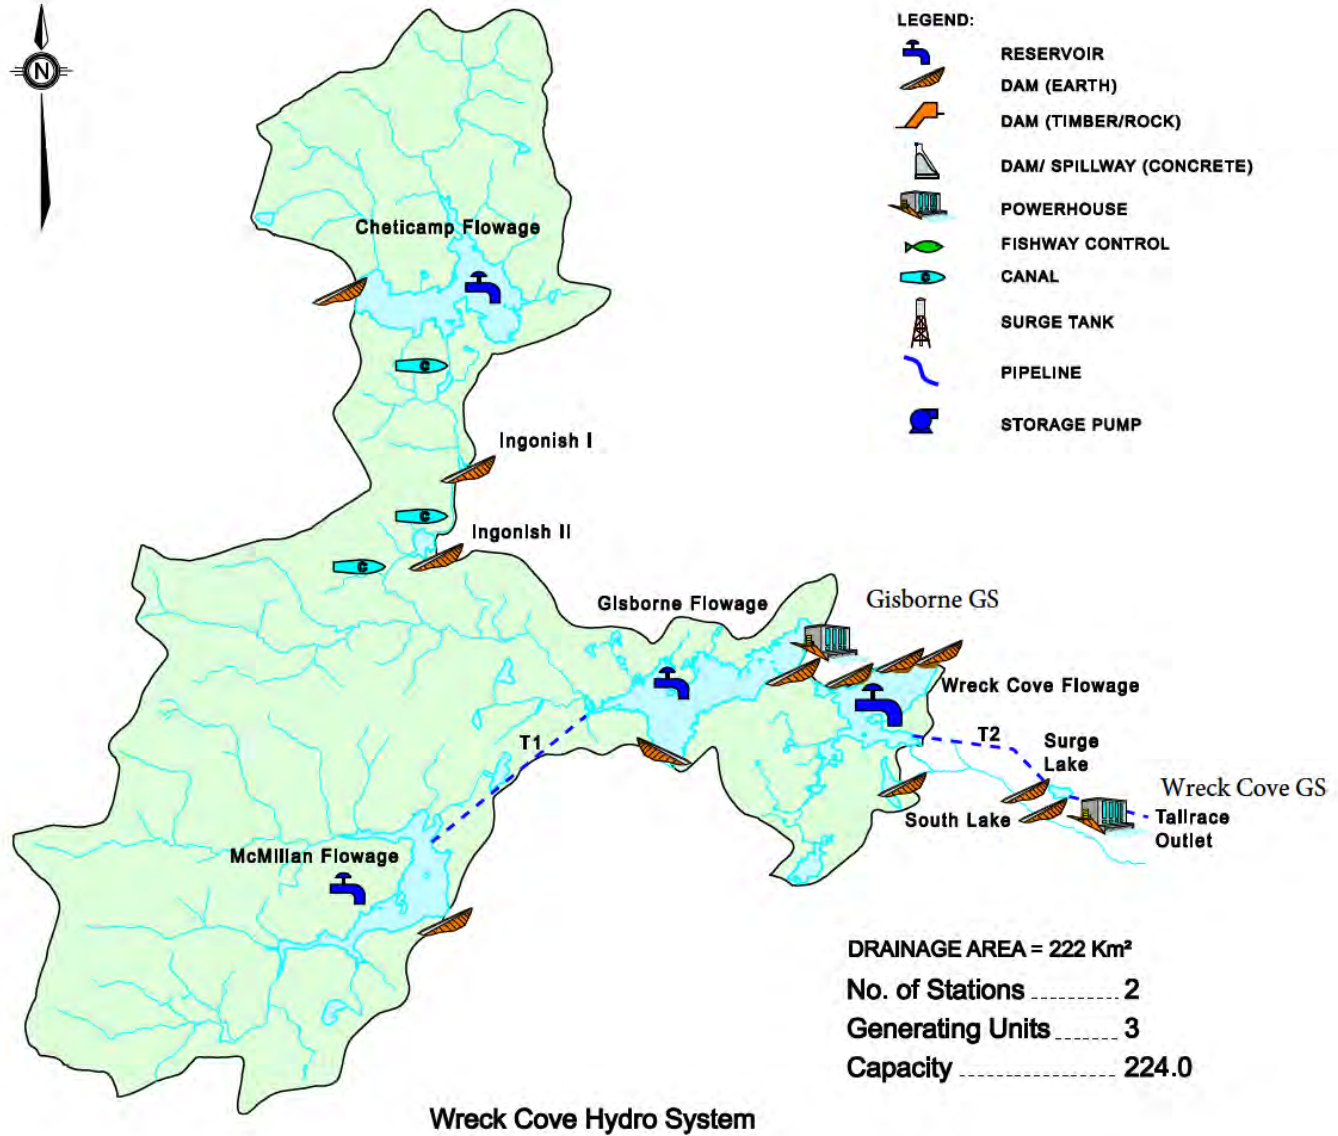 N
LEGEND:
RESERVOIR
DAM (EARTH)
DAM (TIMBER/ROCK)
DAM/ SPILLWAY (CONCRETE)
POWERHOUSE
FISHWAY CONTROL
C
CANAL
SURGE TANK
PIPELINE
STORAGE PUMP
Cheticamp Flowage
C
Ingonish I
C
Ingonish II
C
Gisborne Flowage
Gisborne GS
Wreck Cove Flowage
T1
T2
Surge
Lake
Wreck Cove GS
South Lake
Tailrace
Outlet
McMillan Flowage
DRAINAGE AREA = 222 Km²
No. of Stations .......... 2
Generating Units ....... 3
Capacity .................. 224.0
Wreck Cove Hydro System